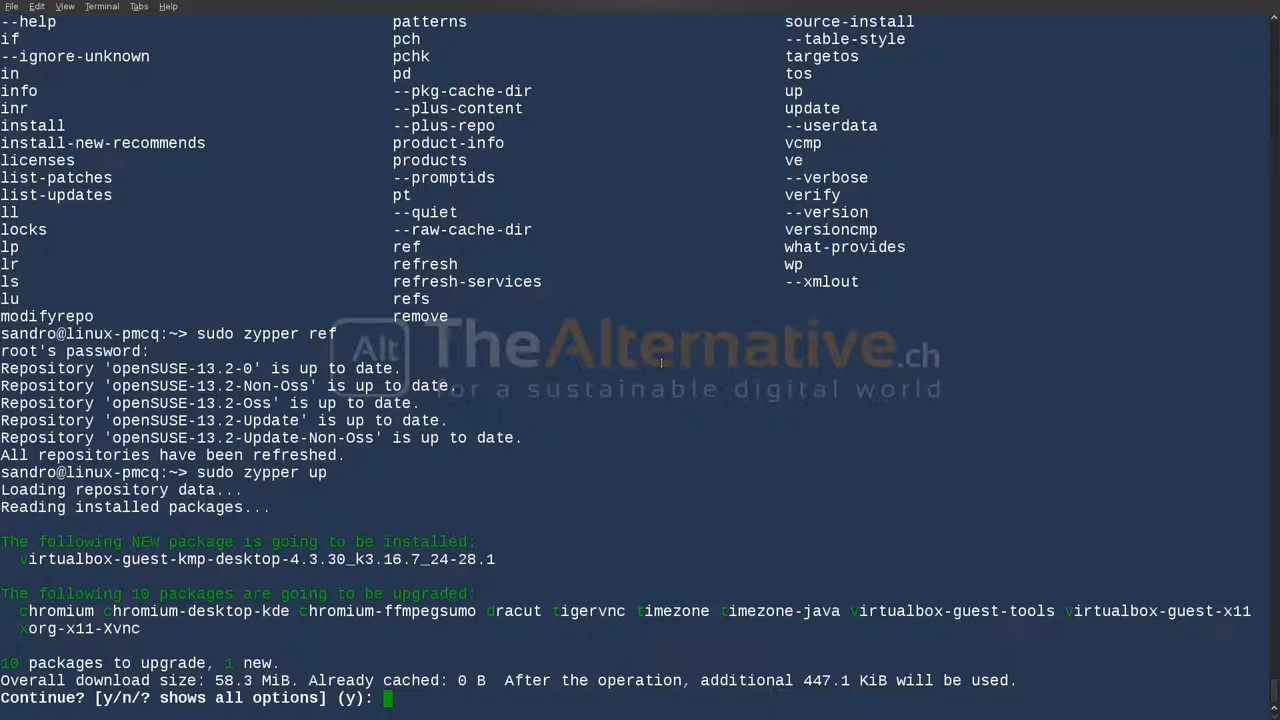 File Edit View Terminal Tabs Help
--help patterns source-install
if pch --table-style
--ignore-unknown pchk targetos
in pd tos
info --pkg-cache-dir up
inr --plus-content update
install --plus-repo --userdata
install-new-recommends product-info vcmp
licenses products ve
list-patches --promptids --verbose
list-updates pt verify
ll --quiet --version
locks --raw-cache-dir versioncmp
lp ref what-provides
lr refresh wp
ls refresh-services --xmlout
lu refs
modifyrepo remove
sandro@linux-pmcq:~> sudo zypper ref
root's password:
Repository 'openSUSE-13.2-0' is up to date.
Repository 'openSUSE-13.2-Non-Oss' is up to date.
Repository 'openSUSE-13.2-Oss' is up to date.
Repository 'openSUSE-13.2-Update' is up to date.
Repository 'openSUSE-13.2-Update-Non-Oss' is up to date.
All repositories have been refreshed.
Alt TheAlternative.ch
for a sustainable digital world
sandro@linux-pmcq:~> sudo zypper up
Loading repository data...
Reading installed packages...
The following NEW package is going to be installed:
virtualbox-guest-kmp-desktop-4.3.30_k3.16.7_24-28.1
The following 10 packages are going to be upgraded:
chromium chromium-desktop-kde chromium-ffmpegsumo dracut tigervnc timezone timezone-java virtualbox-guest-tools virtualbox-guest-x11
xorg-x11-Xvnc
10 packages to upgrade, 1 new.
Overall download size: 58.3 MiB. Already cached: 0 B  After the operation, additional 447.1 KiB will be used.
Continue? [y/n/? shows all options] (y):